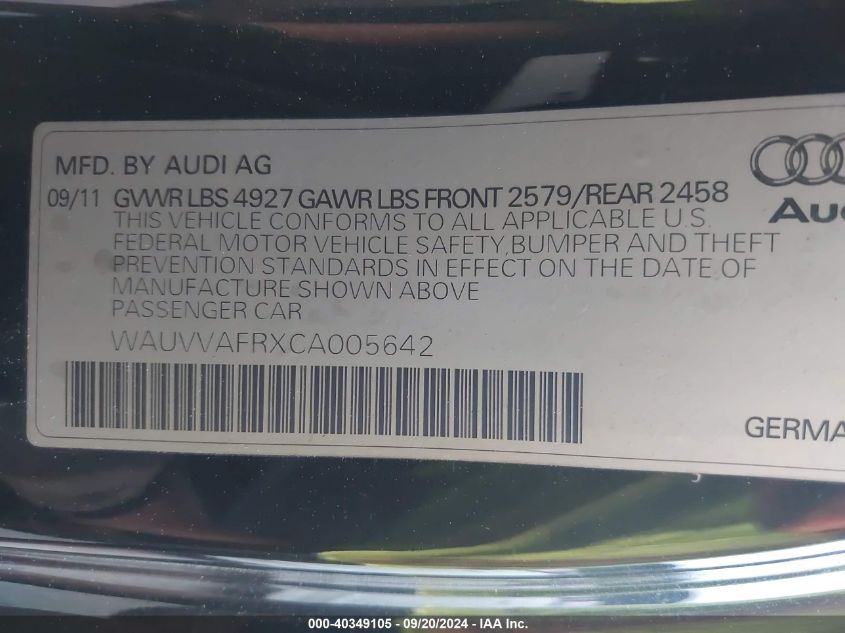 MFD. BY AUDI AG
09/11 GVWR LBS 4927 GAWR LBS FRONT 2579/REAR 2458
THIS VEHICLE CONFORMS TO ALL APPLICABLE U.S.
FEDERAL MOTOR VEHICLE SAFETY,BUMPER AND THEFT
PREVENTION STANDARDS IN EFFECT ON THE DATE OF
MANUFACTURE SHOWN ABOVE
PASSENGER CAR
WAUVVAFRXCA005642
Au
GERMA
000-40349105 - 09/20/2024 - IAA Inc.